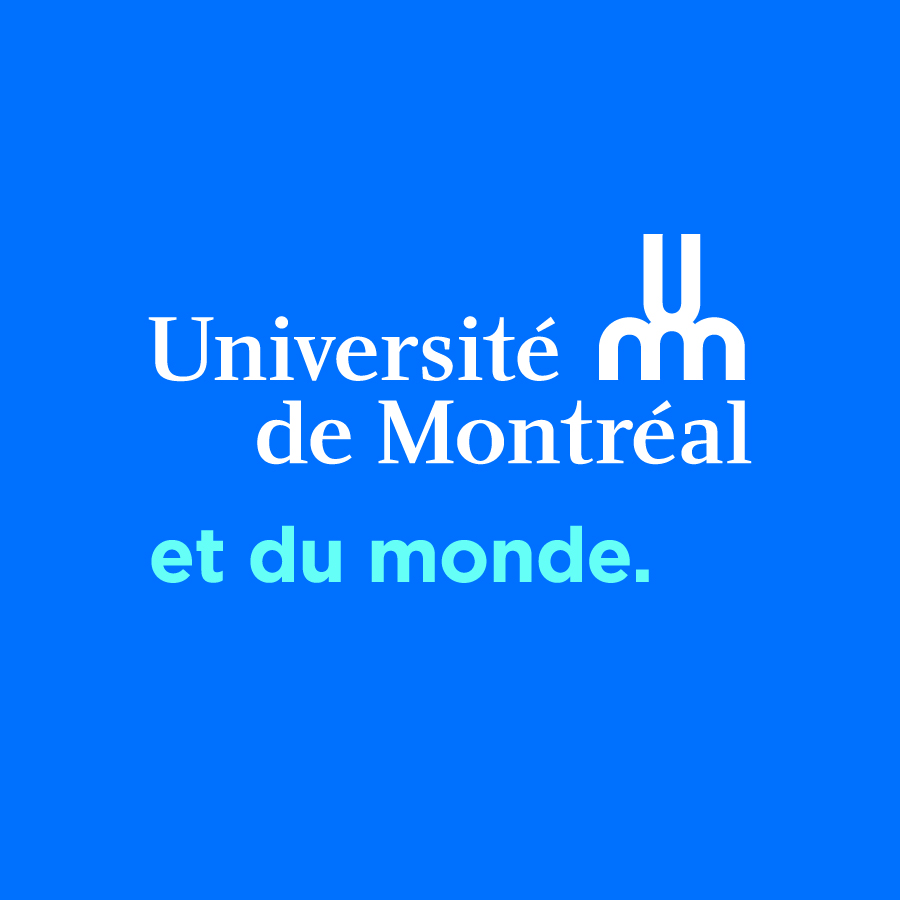 Université
de Montréal
et du monde.